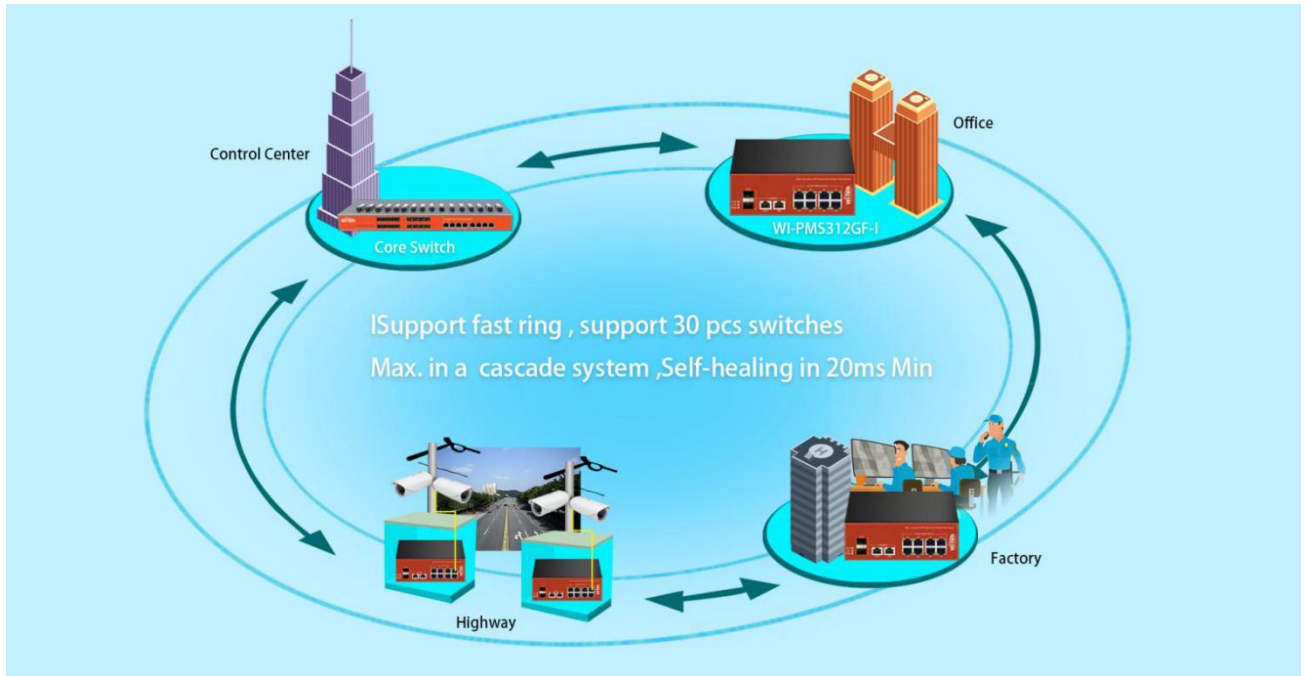 Control Center
Office
Core Switch
WI-PMS312GF-I
ISupport fast ring , support 30 pcs switches
Max. in a  cascade system ,Self-healing in 20ms Min
Highway
Factory